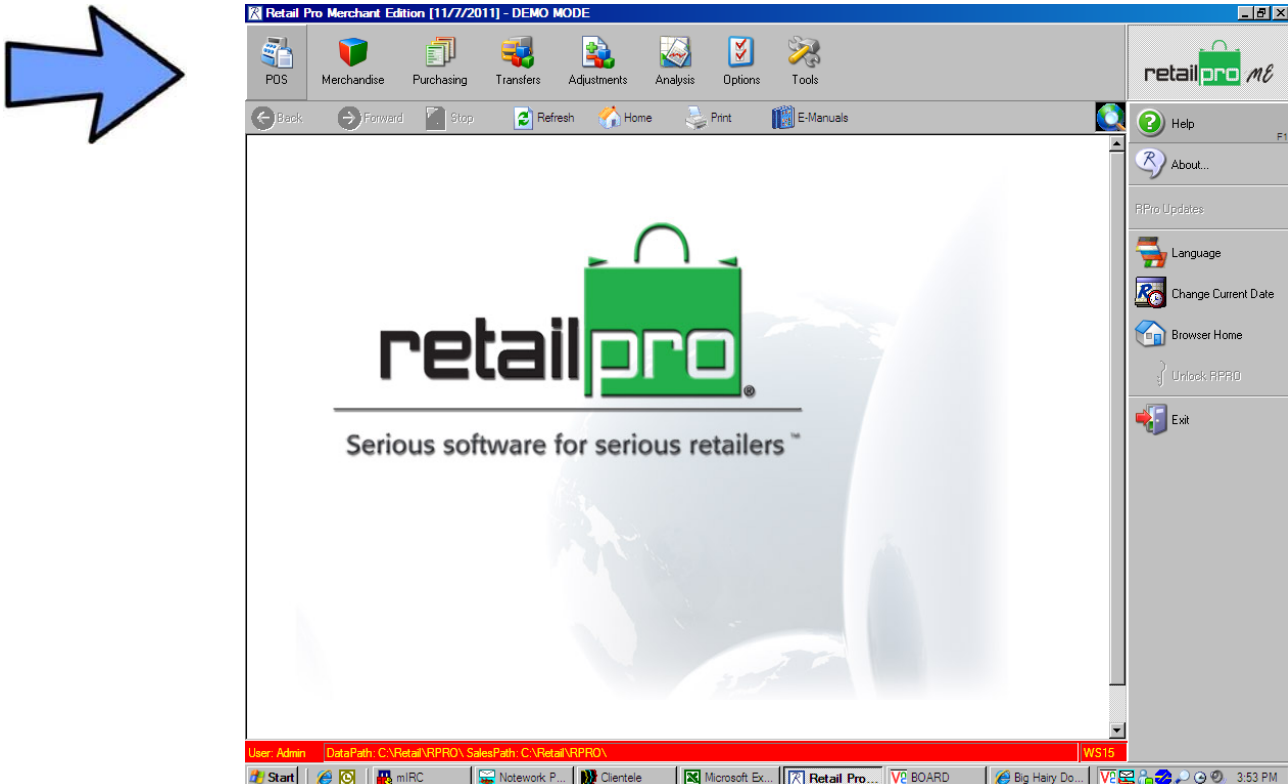 Retail Pro Merchant Edition [11/7/2011] - DEMO MODE
POS Merchandise Purchasing Transfers Adjustments Analysis Options Tools
retailpro ME
Back Forward Stop Refresh Home Print E-Manuals
Help F1
About...
RPro Updates
Language
Change Current Date
Browser Home
Unlock RPRO
Exit
retailpro®
Serious software for serious retailers™
User: Admin DataPath: C:\Retail\RPRO\ SalesPath: C:\Retail\RPRO\ WS15
Start mIRC Notework P... Clientele Microsoft Ex... Retail Pro... BOARD Big Hairy Do... 3:53 PM